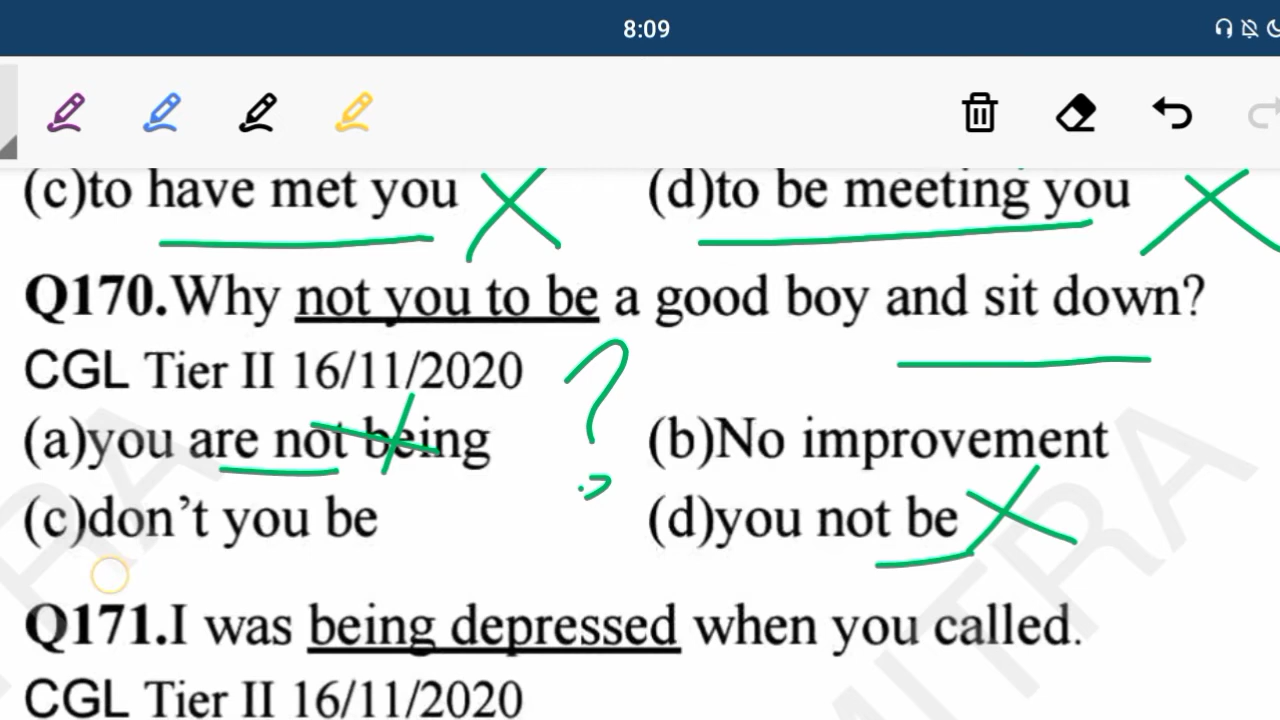 8:09
(c)to have met you (d)to be meeting you
Q170.Why not you to be a good boy and sit down?
CGL Tier II 16/11/2020
(a)you are not being (b)No improvement
(c)don’t you be (d)you not be
Q171.I was being depressed when you called.
CGL Tier II 16/11/2020
MITRA